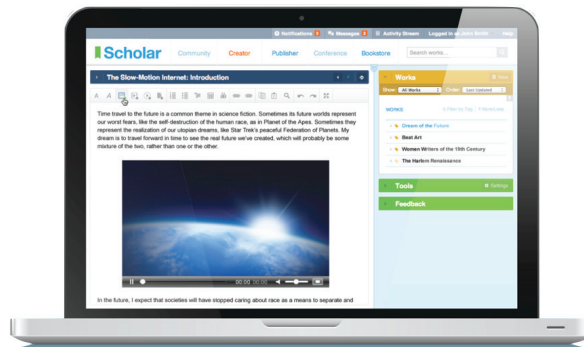 Notifications Messages Activity Stream Logged in as John Smith Help
Scholar Community Creator Publisher Conference Bookstore Search works...
The Slow-Motion Internet: Introduction
Works
Show: All Works Order: Last Updated
Time travel to the future is a common theme in science fiction. Sometimes its future worlds represent
our worst fears, like the self-destruction of the human race, as in Planet of the Apes. Sometimes they
represent the realization of our utopian dreams, like Star Trek's peaceful Federation of Planets. My
dream is to travel forward in time to see the real future we've created, which will probably be some
mixture of the two, rather than one or the other.
WORKS
Dream of the Future
Beat Art
Women Writers of the 19th Century
The Harlem Renaissance
Tools Settings
Feedback
00:00 00:00
In the future, I expect that societies will have stopped caring about race as a means to separate and